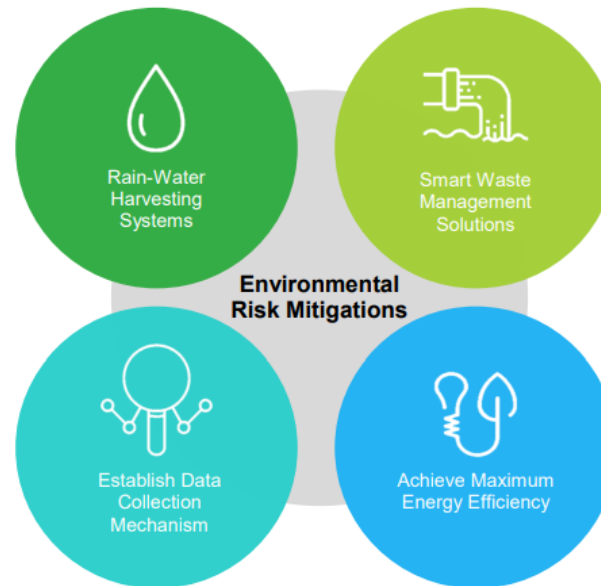 Rain-Water
Harvesting
Systems
Smart Waste
Management
Solutions
Environmental
Risk Mitigations
Establish Data
Collection
Mechanism
Achieve Maximum
Energy Efficiency